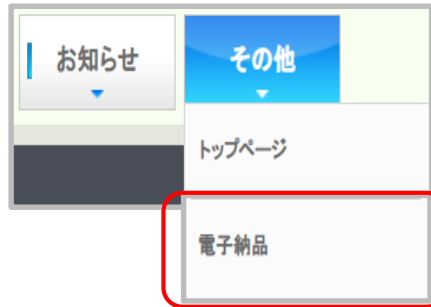 お知らせ
その他
トップページ
電子納品